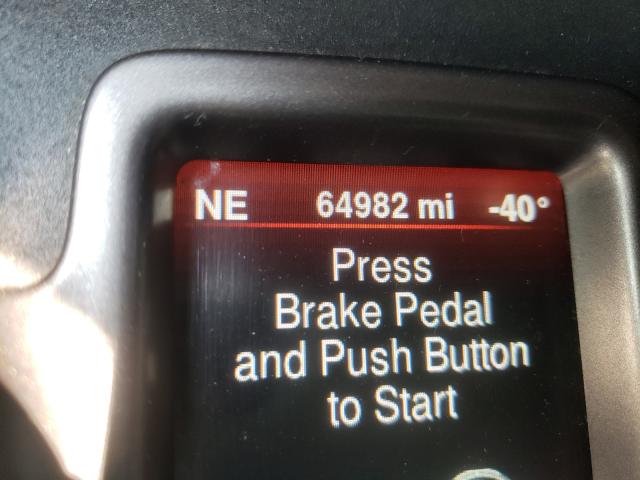 NE 64982 mi -40°
Press
Brake Pedal
and Push Button
to Start